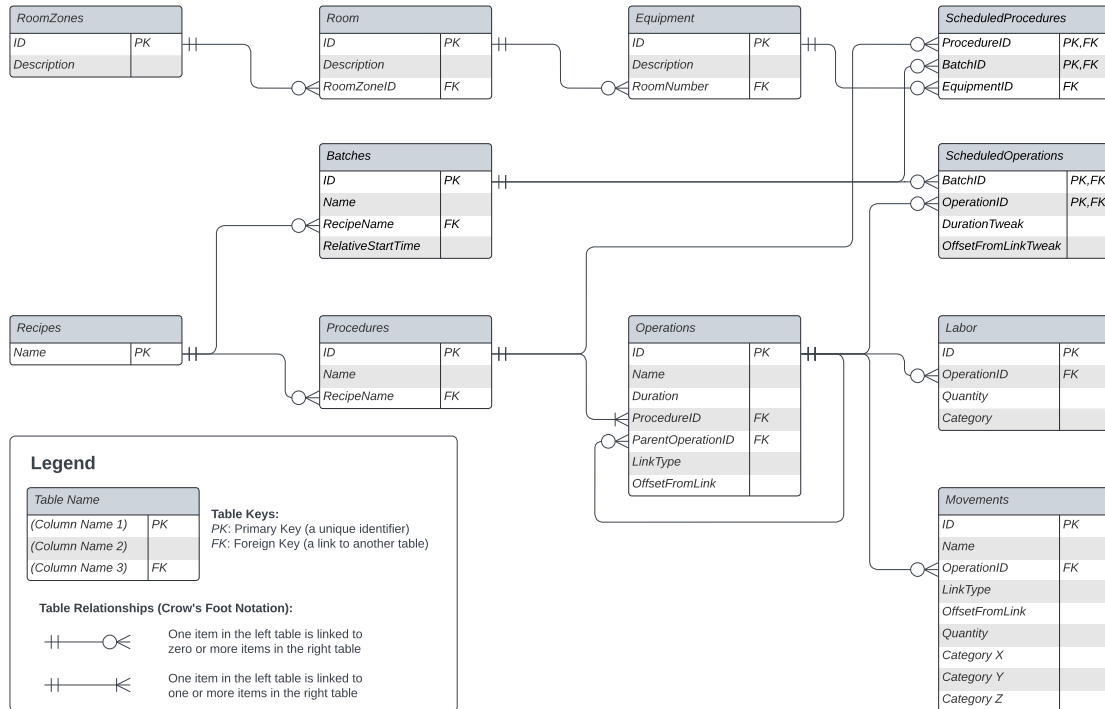 RoomZones
ID PK
Description
Room
ID PK
Description
RoomZoneID FK
Equipment
ID PK
Description
RoomNumber FK
ScheduledProcedures
ProcedureID PK,FK
BatchID PK,FK
EquipmentID FK
Batches
ID PK
Name
RecipeName FK
RelativeStartTime
ScheduledOperations
BatchID PK,FK
OperationID PK,FK
DurationTweak
OffsetFromLinkTweak
Recipes
Name PK
Procedures
ID PK
Name
RecipeName FK
Operations
ID PK
Name
Duration
ProcedureID FK
ParentOperationID FK
LinkType
OffsetFromLink
Labor
ID PK
OperationID FK
Quantity
Category
Movements
ID PK
Name
OperationID FK
LinkType
OffsetFromLink
Quantity
Category X
Category Y
Category Z
Legend
Table Name
(Column Name 1) PK
(Column Name 2)
(Column Name 3) FK
Table Keys:
PK: Primary Key (a unique identifier)
FK: Foreign Key (a link to another table)
Table Relationships (Crow's Foot Notation):
One item in the left table is linked to
zero or more items in the right table
One item in the left table is linked to
one or more items in the right table